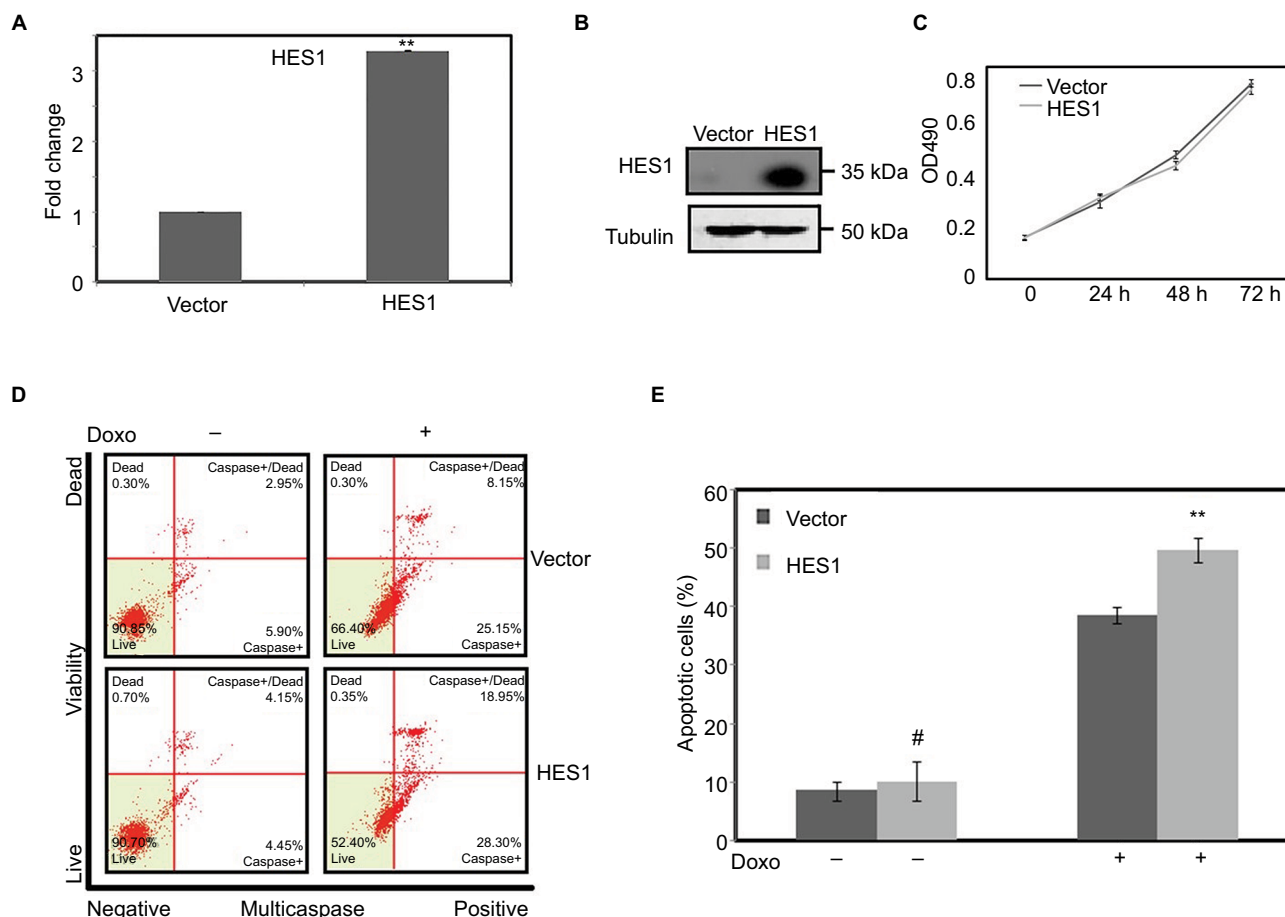 A
HES1
**
3
2
1
0
Fold change
Vector
HES1
B
Vector HES1
HES1
35 kDa
Tubulin
50 kDa
C
Vector
HES1
0.8
0.6
0.4
0.2
0
OD490
0
24 h
48 h
72 h
D
Doxo
–
+
Dead
Viability
Live
Dead
0.30%
Caspase+/Dead
2.95%
90.85%
Live
5.90%
Caspase+
Dead
0.30%
Caspase+/Dead
8.15%
66.40%
Live
25.15%
Caspase+
Vector
Dead
0.70%
Caspase+/Dead
4.15%
90.70%
Live
4.45%
Caspase+
Dead
0.35%
Caspase+/Dead
18.95%
52.40%
Live
28.30%
Caspase+
HES1
Negative
Multicaspase
Positive
E
Vector
HES1
60
50
40
30
20
10
0
Apoptotic cells (%)
#
**
Doxo
–
–
+
+